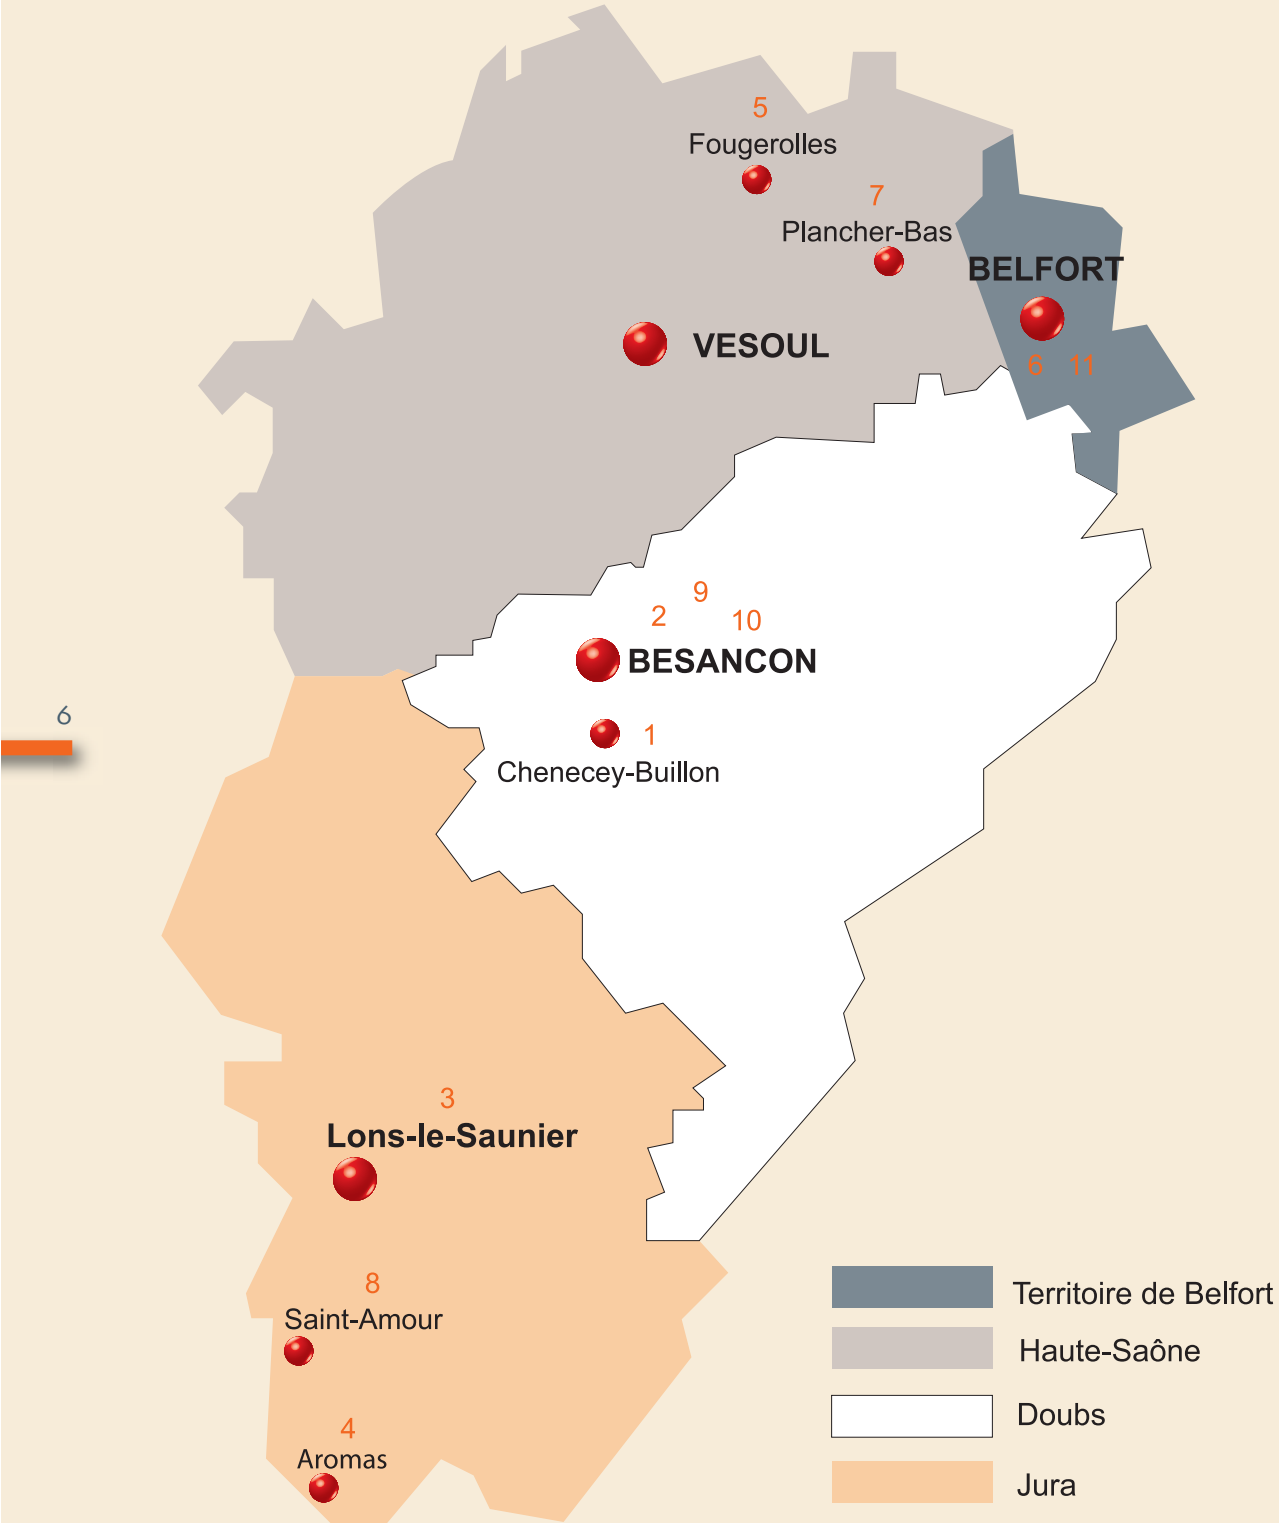 5
Fougerolles
7
Plancher-Bas
BELFORT
VESOUL
6 11
9
2
10
BESANCON
6
1
Chenecey-Buillon
3
Lons-le-Saunier
8
Saint-Amour
4
Aromas
Territoire de Belfort
Haute-Saône
Doubs
Jura